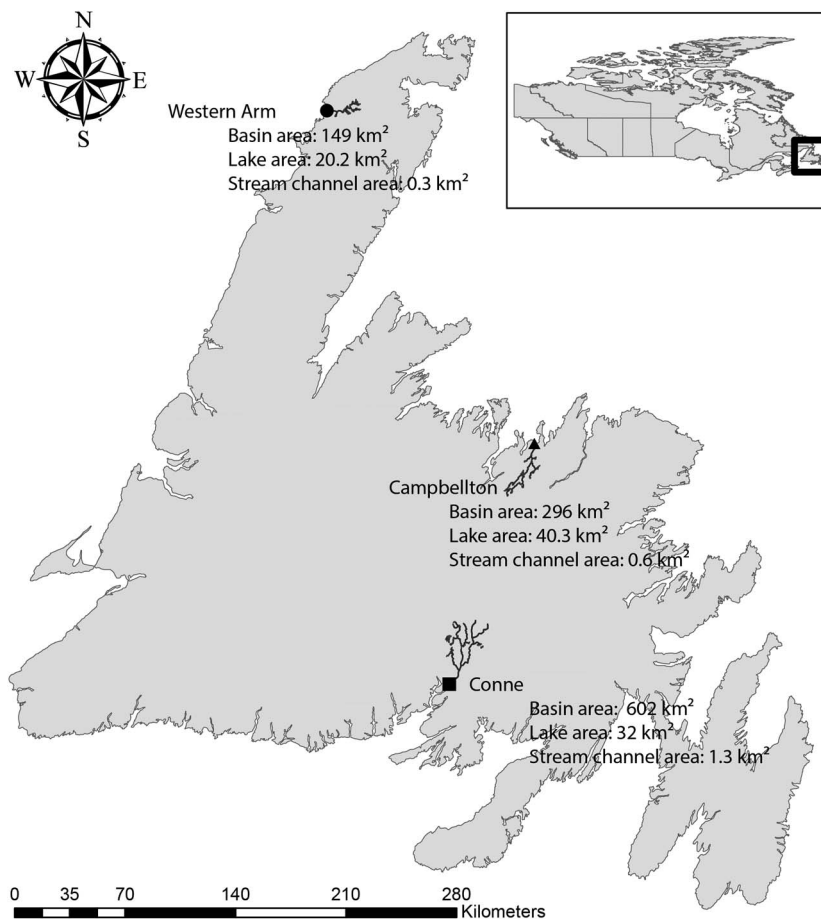 N
W E
S
Western Arm
Basin area: 149 km²
Lake area: 20.2 km²
Stream channel area: 0.3 km²
Campbellton
Basin area: 296 km²
Lake area: 40.3 km²
Stream channel area: 0.6 km²
Conne
Basin area: 602 km²
Lake area: 32 km²
Stream channel area: 1.3 km²
0 35 70 140 210 280
Kilometers